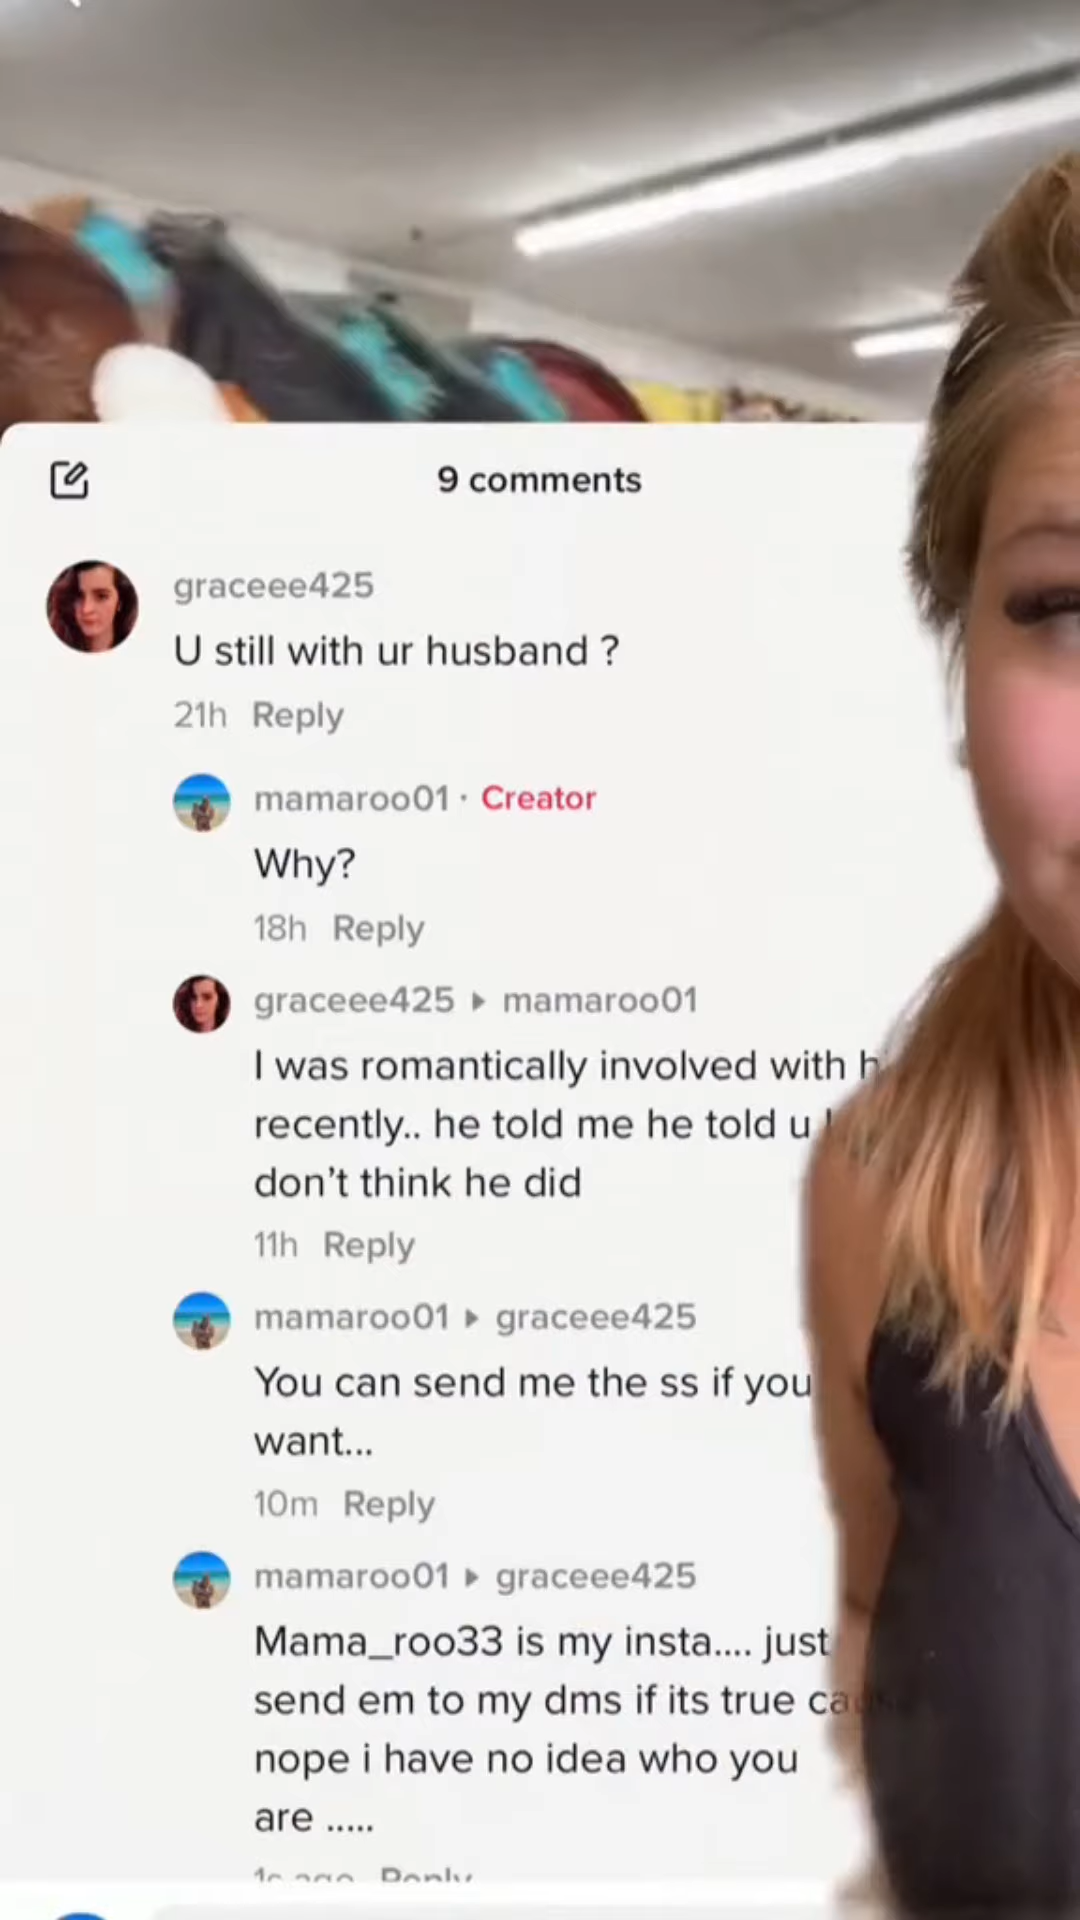 9 comments
graceee425
U still with ur husband ?
21h Reply
mamaroo01 · Creator
Why?
18h Reply
graceee425 ▸ mamaroo01
I was romantically involved with
recently.. he told me he told u
don't think he did
11h Reply
mamaroo01 ▸ graceee425
You can send me the ss if you
want...
10m Reply
mamaroo01 ▸ graceee425
Mama_roo33 is my insta.... just
send em to my dms if its true
nope i have no idea who you
are .....
ago Reply